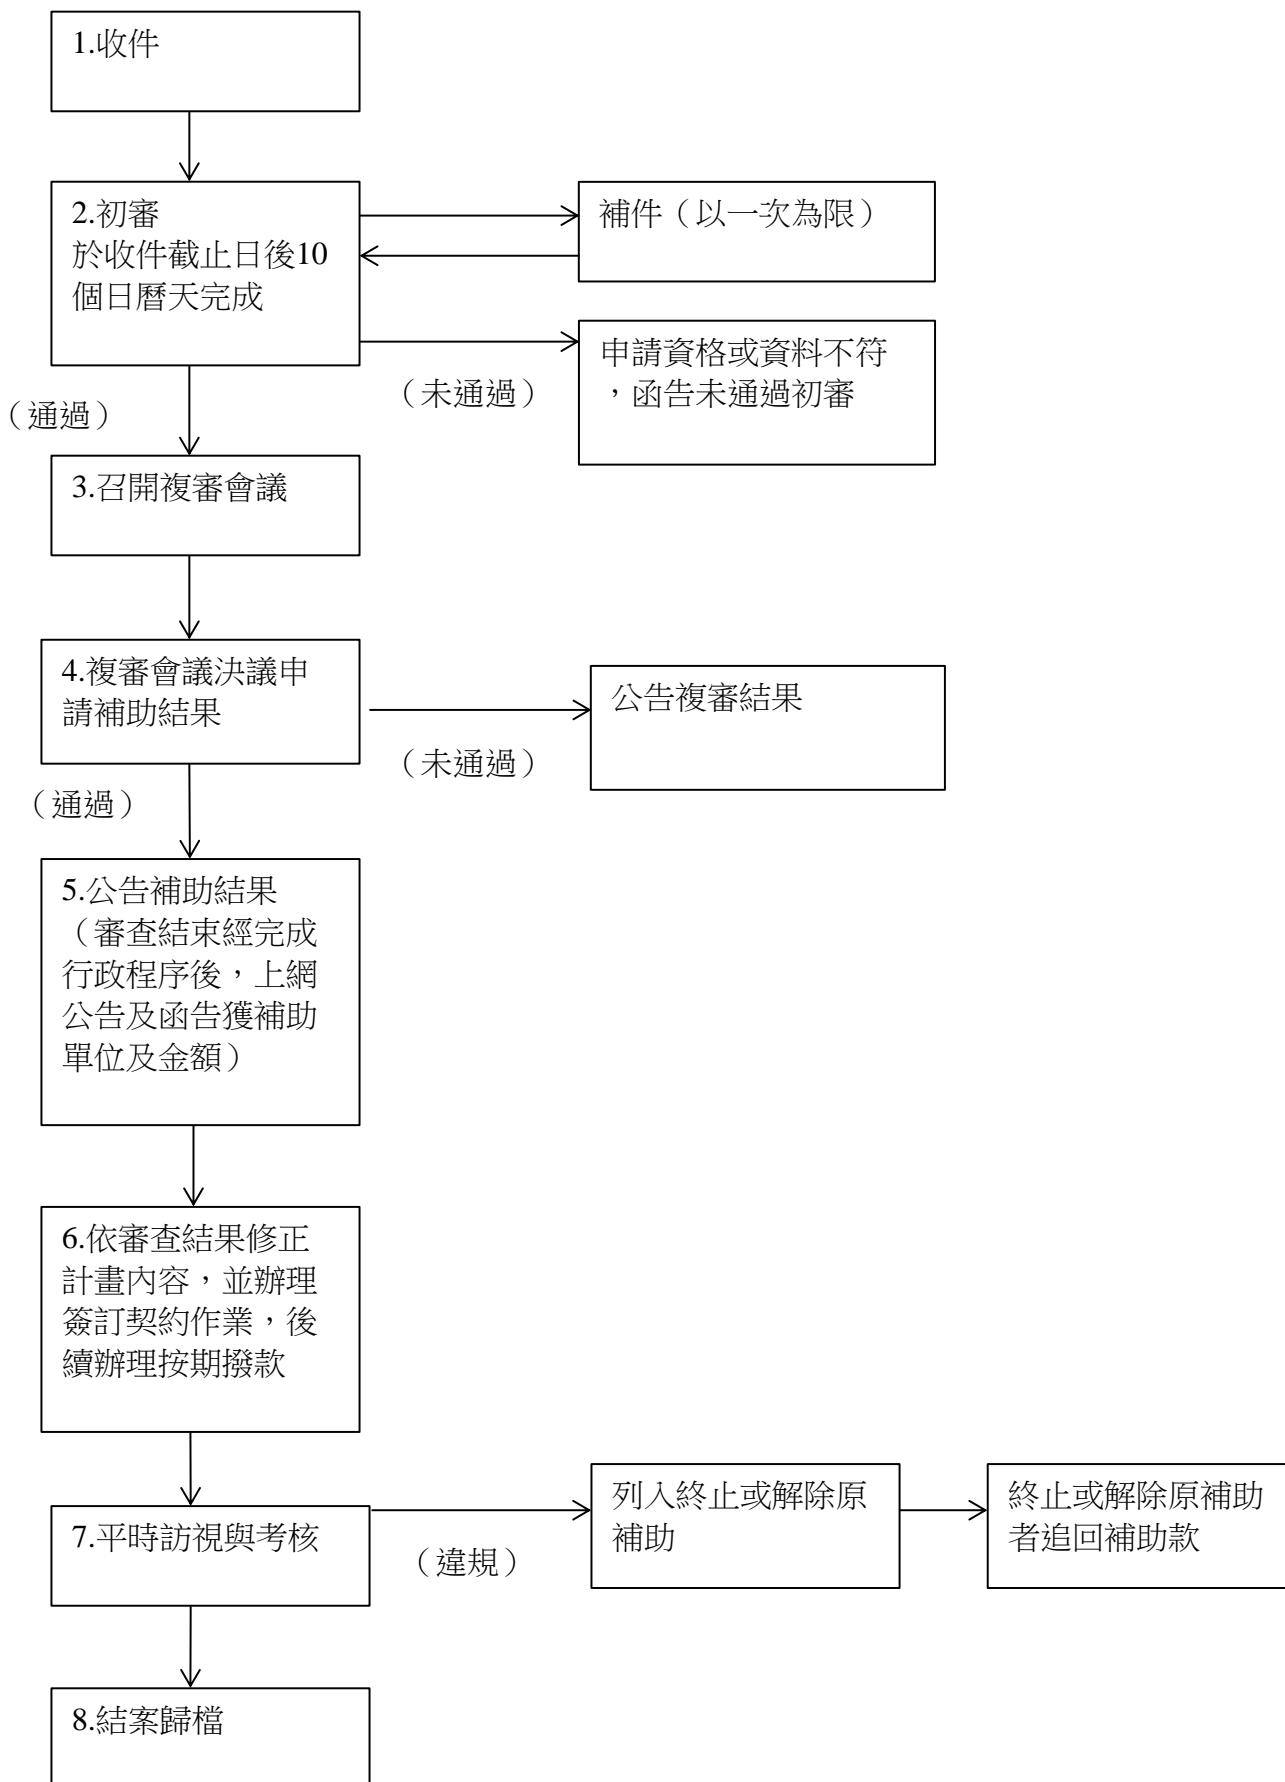 1.收件
2.初審
於收件截止日後10
個日曆天完成
補件（以一次為限）
申請資格或資料不符
，函告未通過初審
（未通過）
（通過）
3.召開複審會議
4.複審會議決議申
請補助結果
公告複審結果
（未通過）
（通過）
5.公告補助結果
（審查結束經完成
行政程序後，上網
公告及函告獲補助
單位及金額）
6.依審查結果修正
計畫內容，並辦理
簽訂契約作業，後
續辦理按期撥款
7.平時訪視與考核
（違規）
列入終止或解除原
補助
終止或解除原補助
者追回補助款
8.結案歸檔